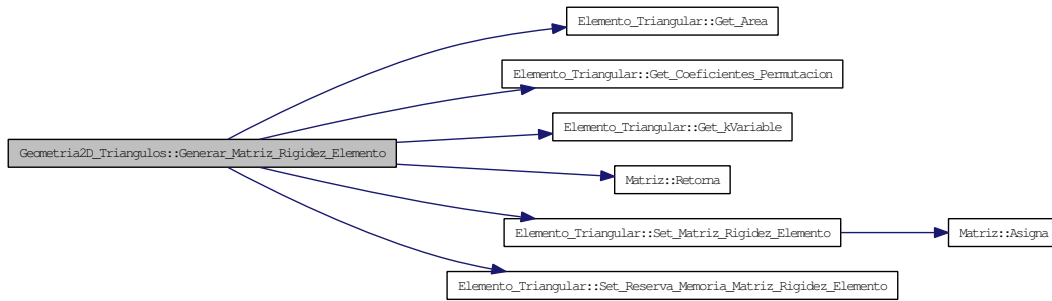 Elemento_Triangular::Get_Area
Elemento_Triangular::Get_Coeficientes_Permutacion
Elemento_Triangular::Get_kVariable
Geometria2D_Triangulos::Generar_Matriz_Rigidez_Elemento
Matriz::Retorna
Elemento_Triangular::Set_Matriz_Rigidez_Elemento
Matriz::Asigna
Elemento_Triangular::Set_Reserva_Memoria_Matriz_Rigidez_Elemento